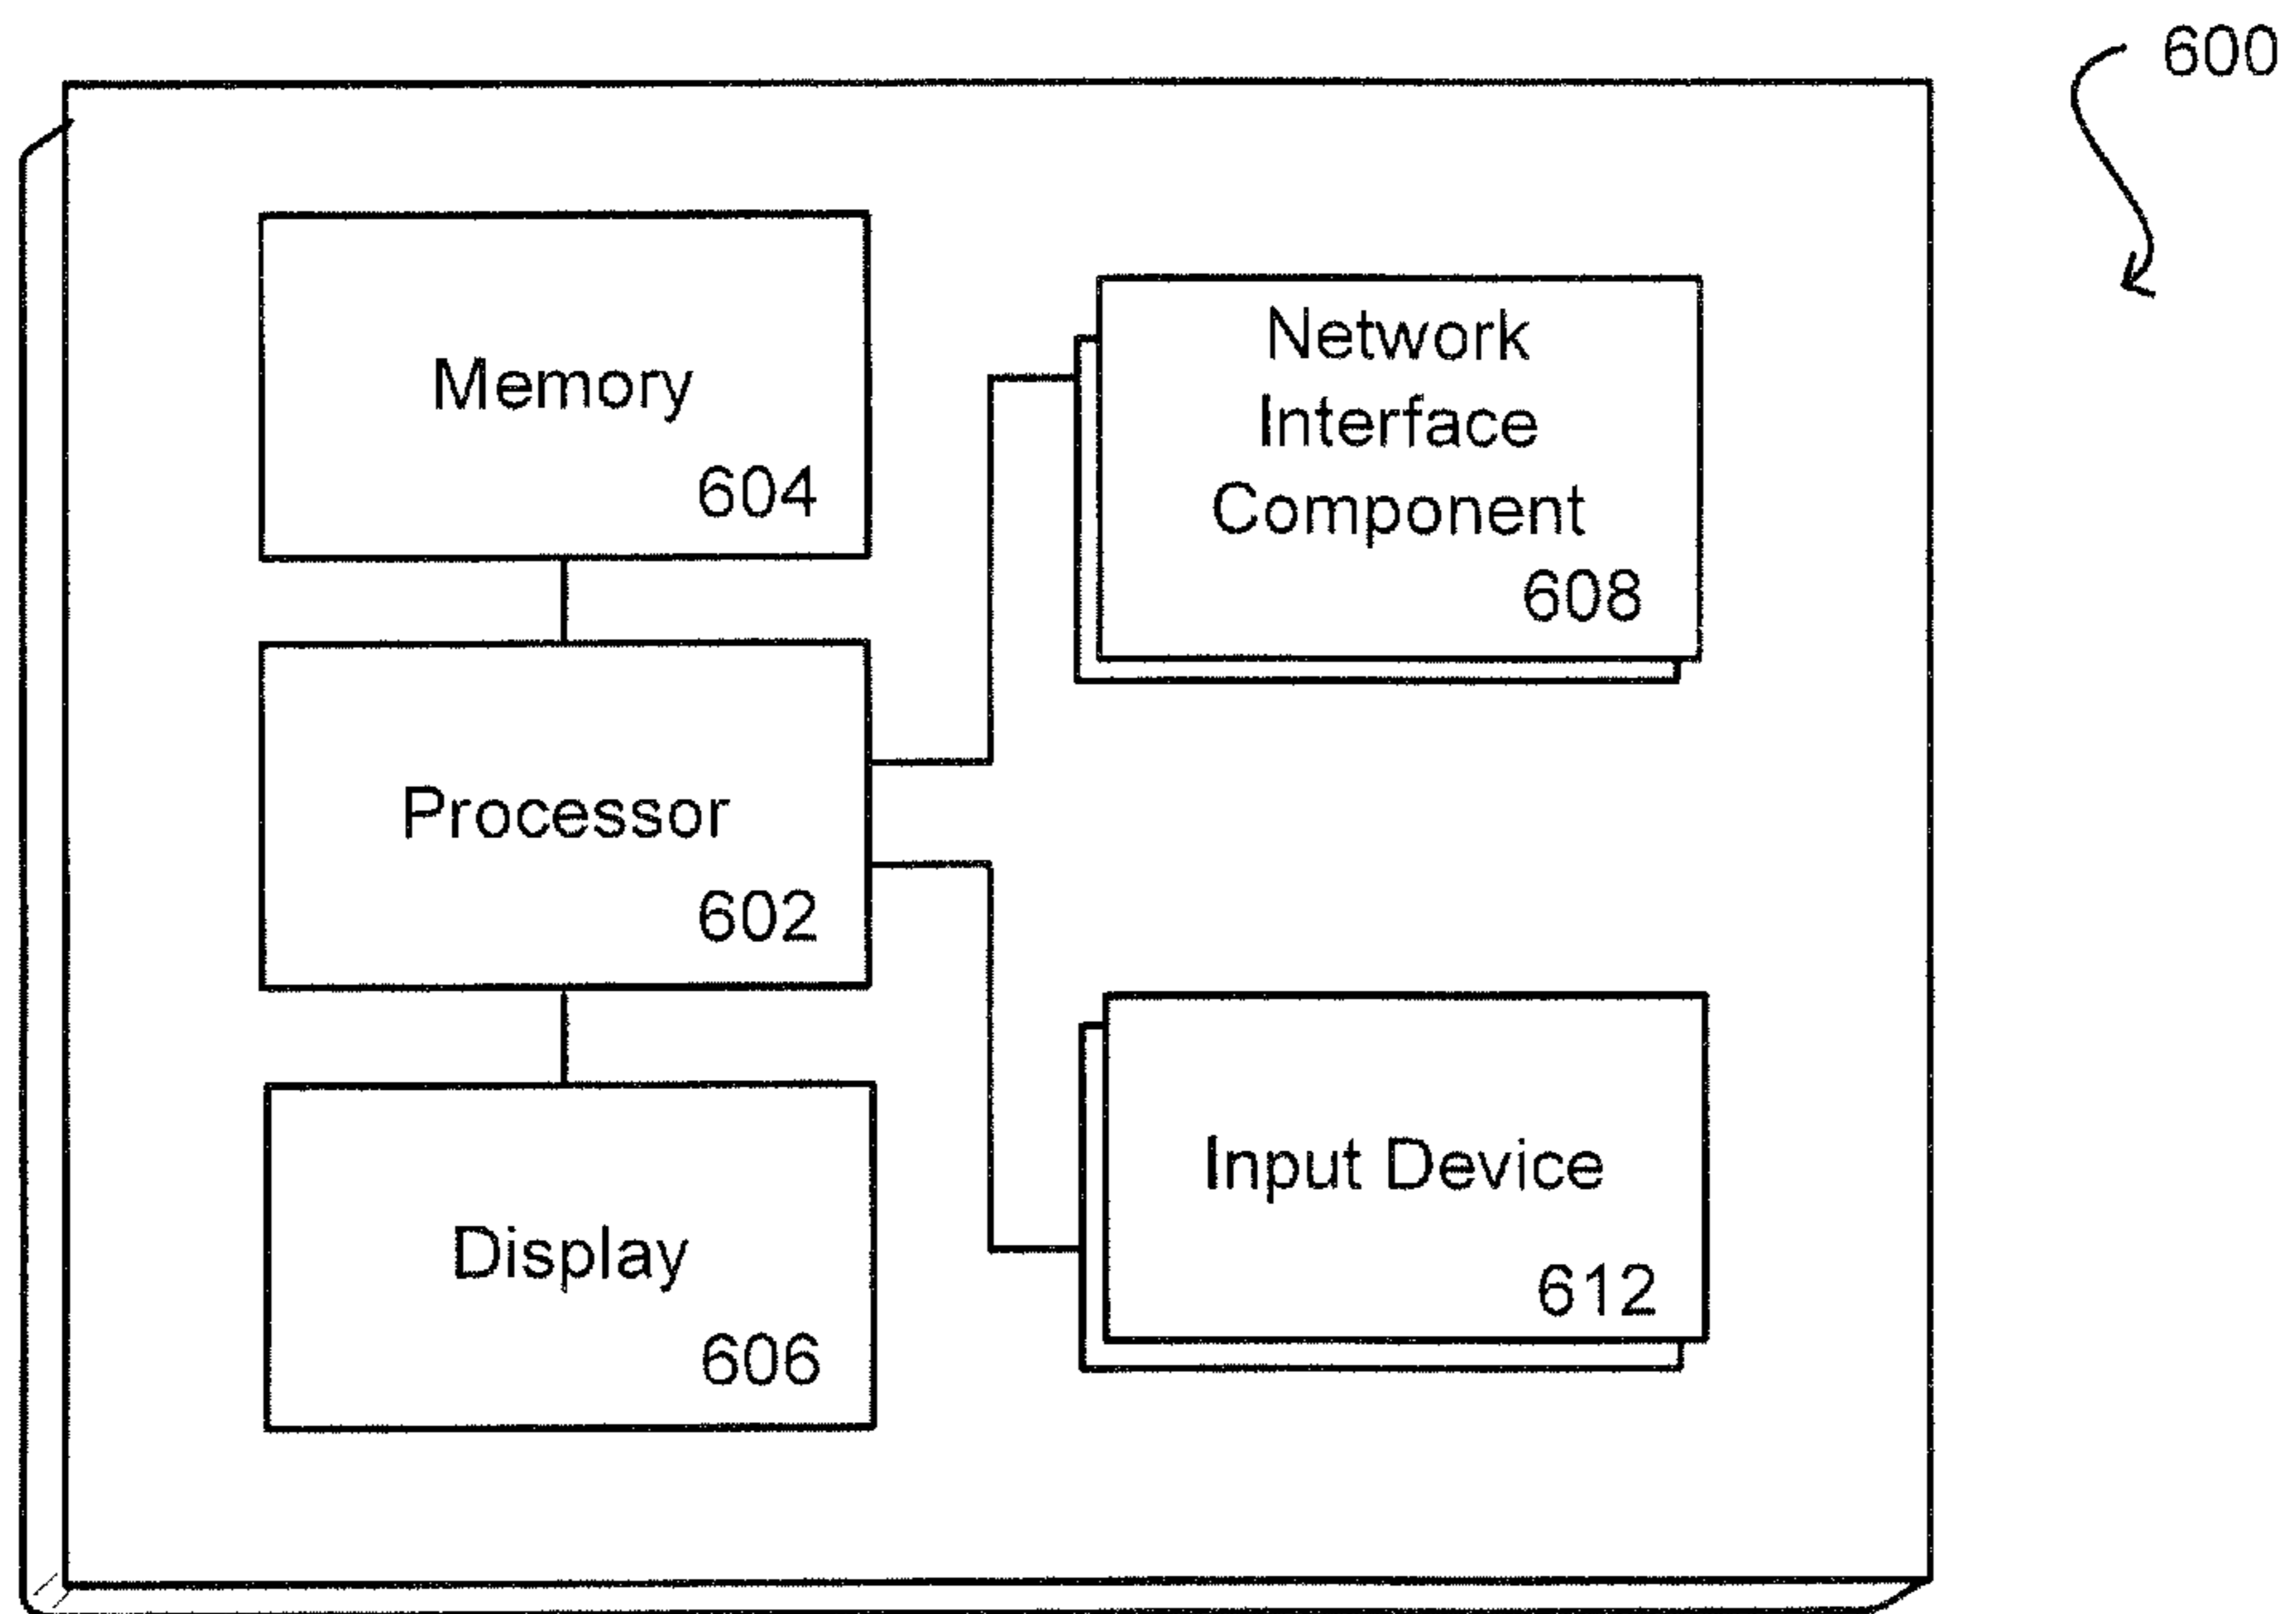 600
Memory
604
Network
Interface
Component
608
Processor
602
Input Device
612
Display
606